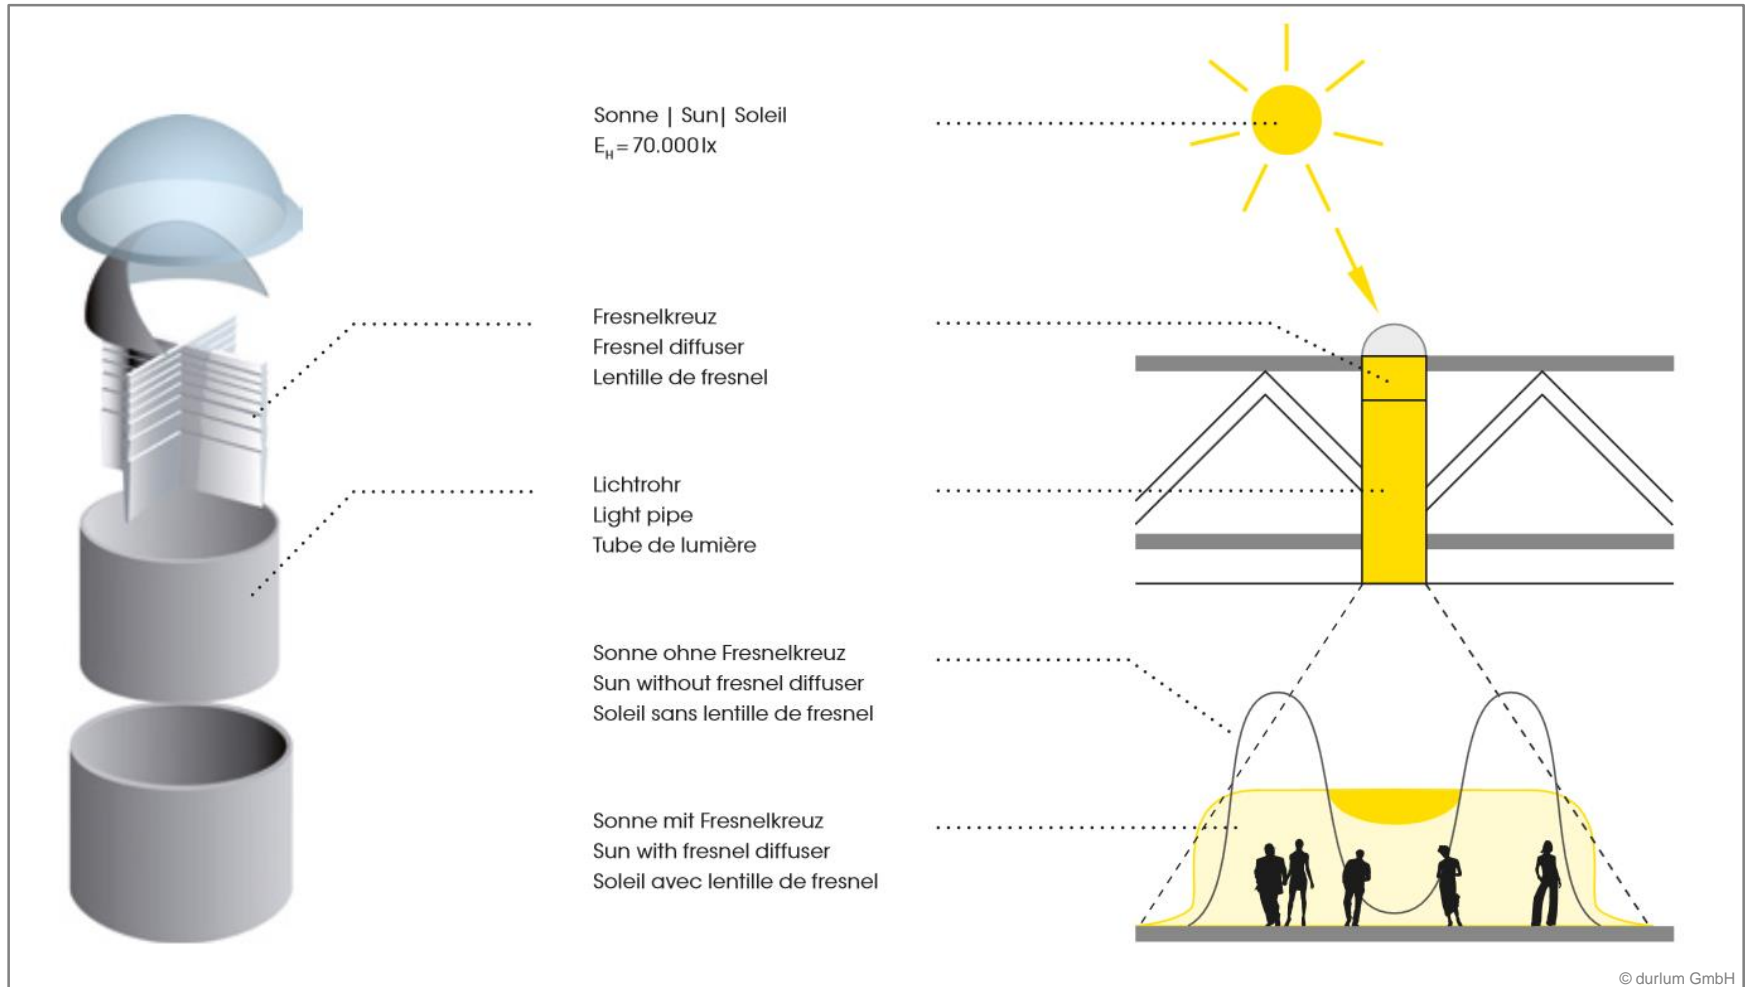 Sonne | Sun| Soleil
E_H = 70.000 lx
Fresnelkreuz
Fresnel diffuser
Lentille de fresnel
Lichtrohr
Light pipe
Tube de lumière
Sonne ohne Fresnelkreuz
Sun without fresnel diffuser
Soleil sans lentille de fresnel
Sonne mit Fresnelkreuz
Sun with fresnel diffuser
Soleil avec lentille de fresnel
© durlum GmbH